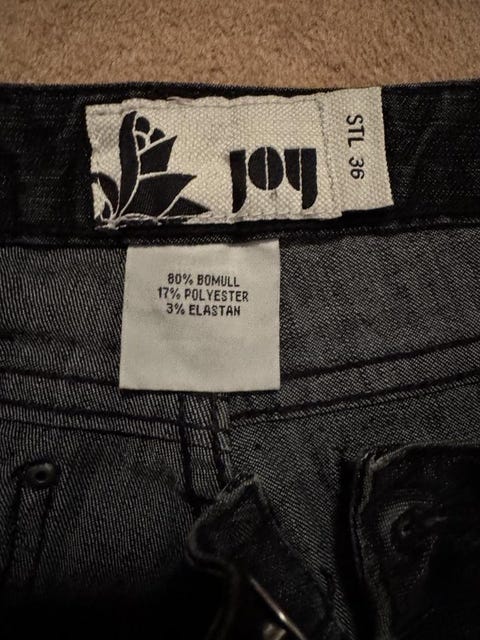 joy
STL 36
80% BOMULL
17% POLYESTER
3% ELASTAN